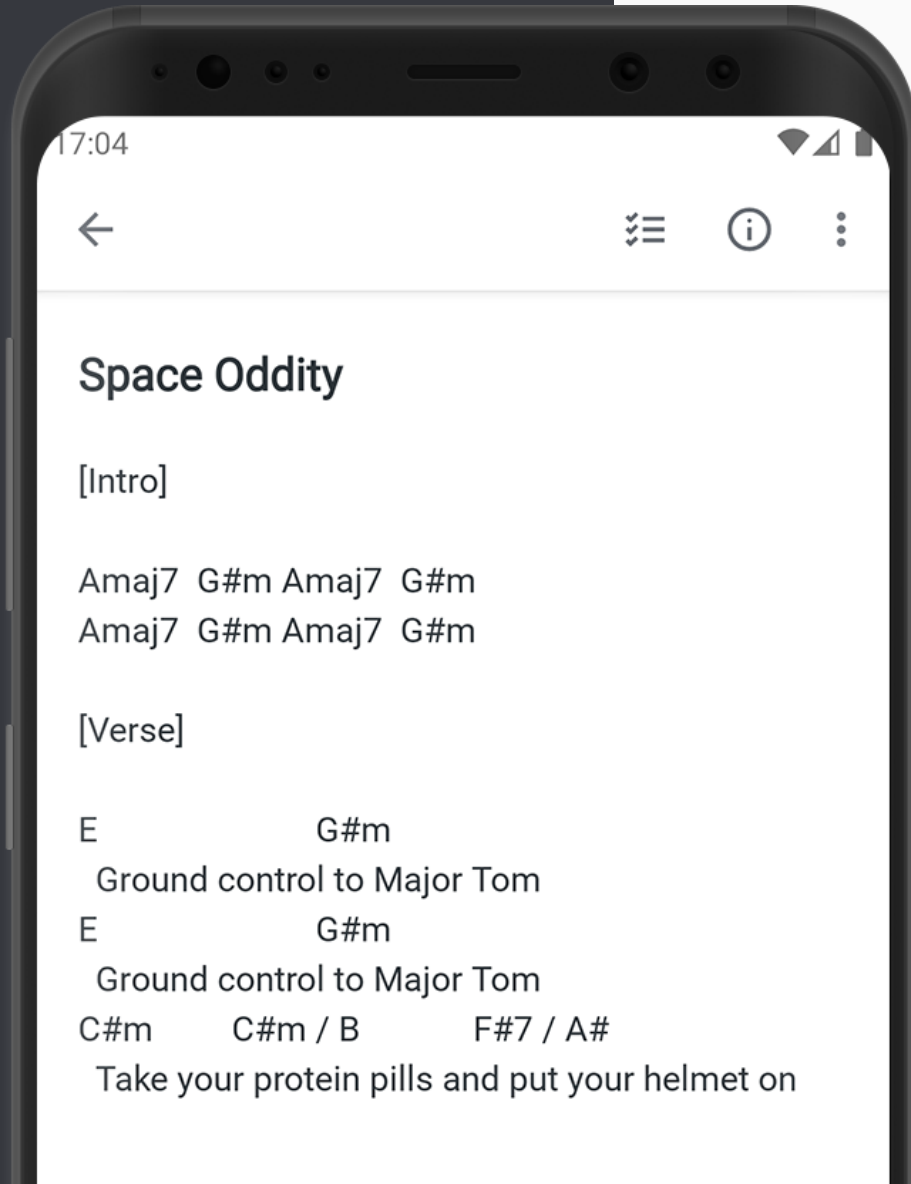 17:04
Space Oddity
[Intro]
Amaj7  G#m Amaj7  G#m
Amaj7  G#m Amaj7  G#m
[Verse]
E                        G#m
  Ground control to Major Tom
E                        G#m
  Ground control to Major Tom
C#m        C#m / B            F#7 / A#
  Take your protein pills and put your helmet on